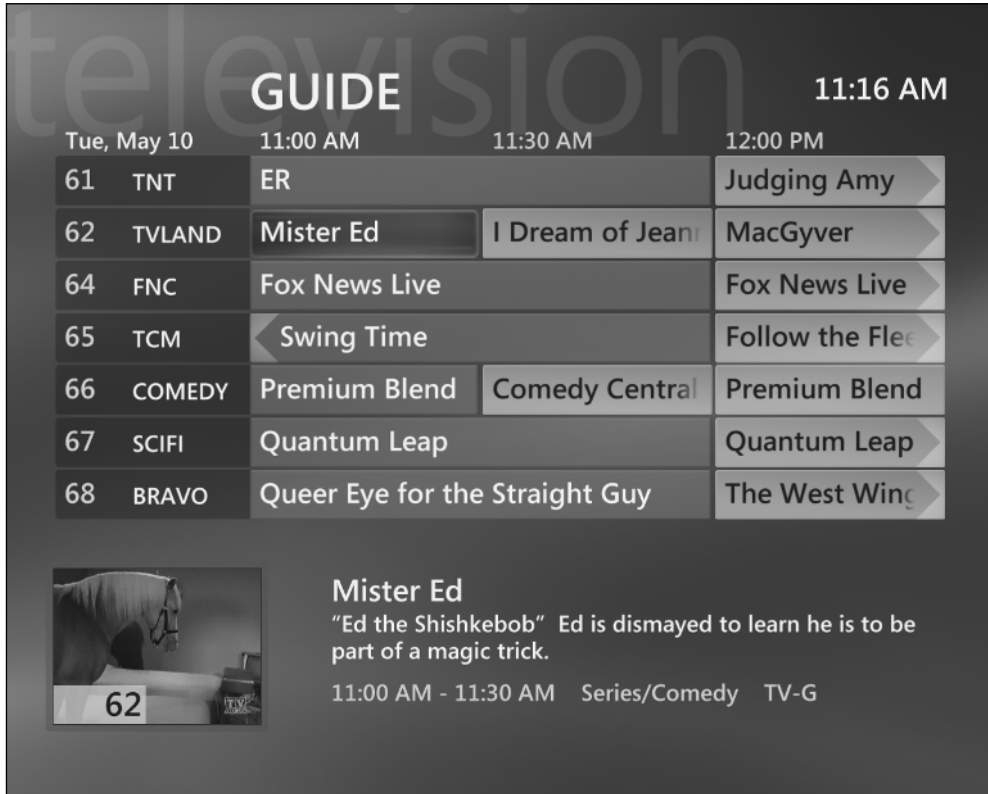 television
GUIDE
11:16 AM
Tue, May 10 11:00 AM 11:30 AM 12:00 PM
61 TNT ER Judging Amy
62 TVLAND Mister Ed I Dream of Jean MacGyver
64 FNC Fox News Live Fox News Live
65 TCM Swing Time Follow the Flee
66 COMEDY Premium Blend Comedy Central Premium Blend
67 SCIFI Quantum Leap Quantum Leap
68 BRAVO Queer Eye for the Straight Guy The West Wing
Mister Ed
“Ed the Shishkebob” Ed is dismayed to learn he is to be
part of a magic trick.
11:00 AM - 11:30 AM Series/Comedy TV-G
62